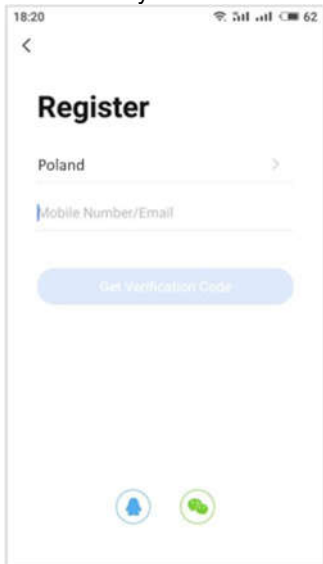 18:20 62
Register
Poland
Mobile Number/Email
Get Verification Code